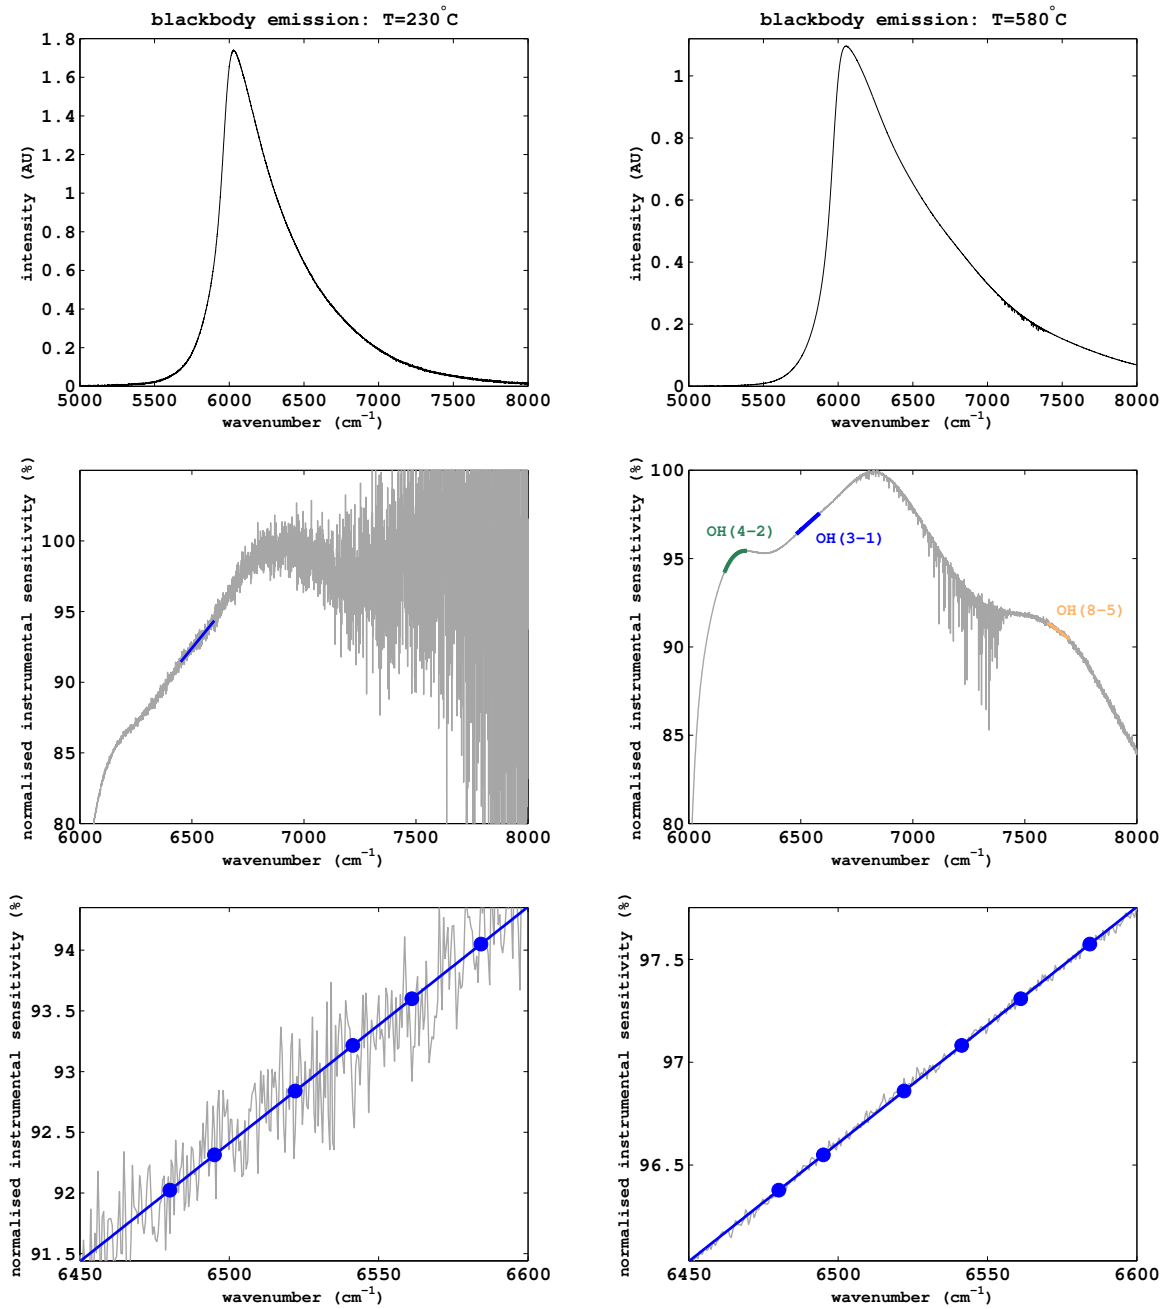 blackbody emission: T=230°C
intensity (AU)
1.8
1.6
1.4
1.2
1
0.8
0.6
0.4
0.2
0
5000 5500 6000 6500 7000 7500 8000
wavenumber (cm⁻¹)
blackbody emission: T=580°C
intensity (AU)
1
0.8
0.6
0.4
0.2
0
5000 5500 6000 6500 7000 7500 8000
wavenumber (cm⁻¹)
normalised instrumental sensitivity (%)
100
95
90
85
80
6000 6500 7000 7500 8000
wavenumber (cm⁻¹)
normalised instrumental sensitivity (%)
100
95
90
85
80
OH(4−2)
OH(3−1)
OH(8−5)
6000 6500 7000 7500 8000
wavenumber (cm⁻¹)
normalised instrumental sensitivity (%)
94
93.5
93
92.5
92
91.5
6450 6500 6550 6600
wavenumber (cm⁻¹)
normalised instrumental sensitivity (%)
97.5
97
96.5
6450 6500 6550 6600
wavenumber (cm⁻¹)